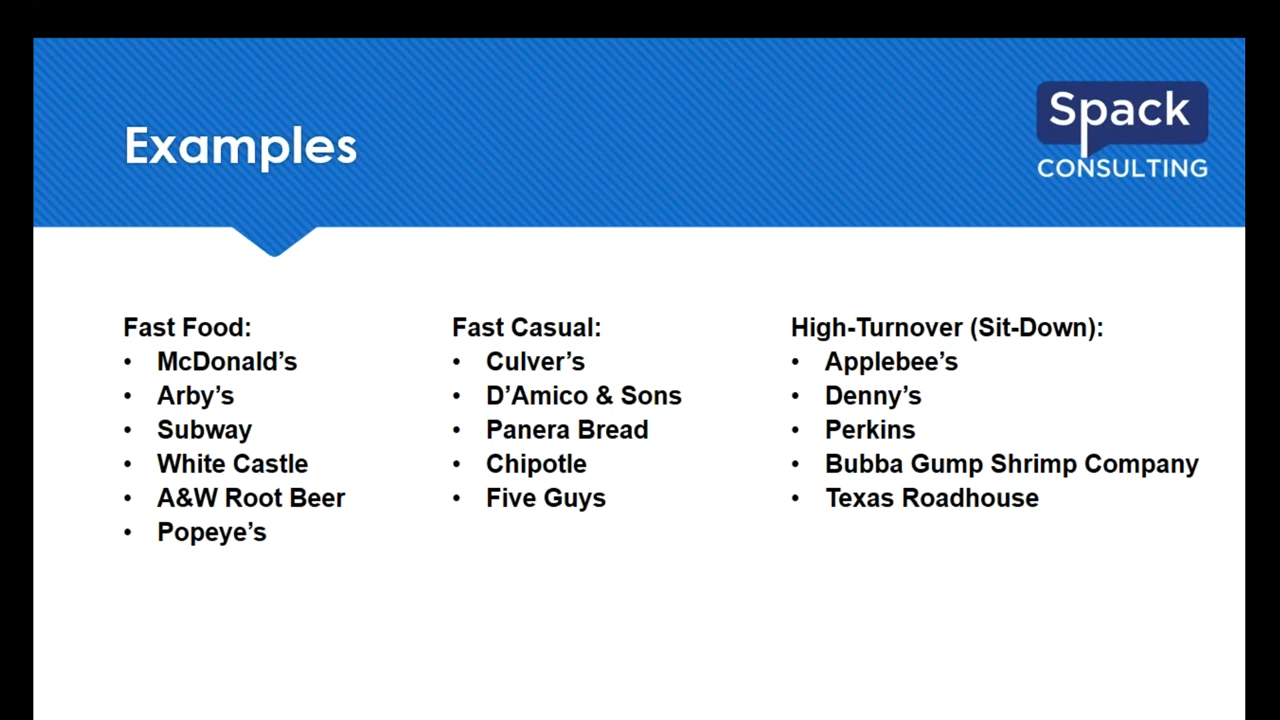 Examples
Spack
CONSULTING
Fast Food:
• McDonald’s
• Arby’s
• Subway
• White Castle
• A&W Root Beer
• Popeye’s
Fast Casual:
• Culver’s
• D’Amico & Sons
• Panera Bread
• Chipotle
• Five Guys
High-Turnover (Sit-Down):
• Applebee’s
• Denny’s
• Perkins
• Bubba Gump Shrimp Company
• Texas Roadhouse